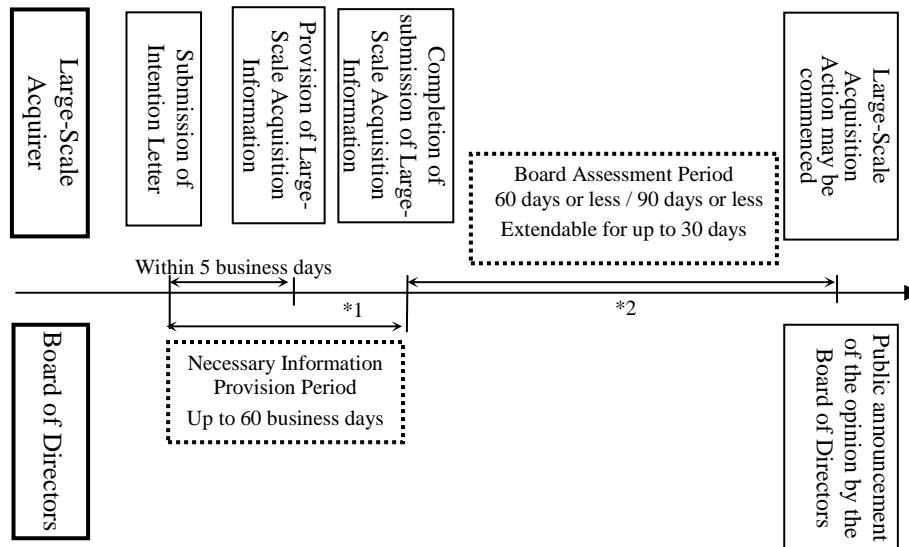 Large-Scale
Acquirer
Submission of
Intention Letter
Provision of Large-
Scale Acquisition
Information
Completion of
submission of Large-
Scale Acquisition
Information
Large-Scale
Acquisition
Action may be
commenced
Board Assessment Period
60 days or less / 90 days or less
Extendable for up to 30 days
Within 5 business days
*1
*2
Board of Directors
Necessary Information
Provision Period
Up to 60 business days
Public announcement
of the opinion by the
Board of Directors